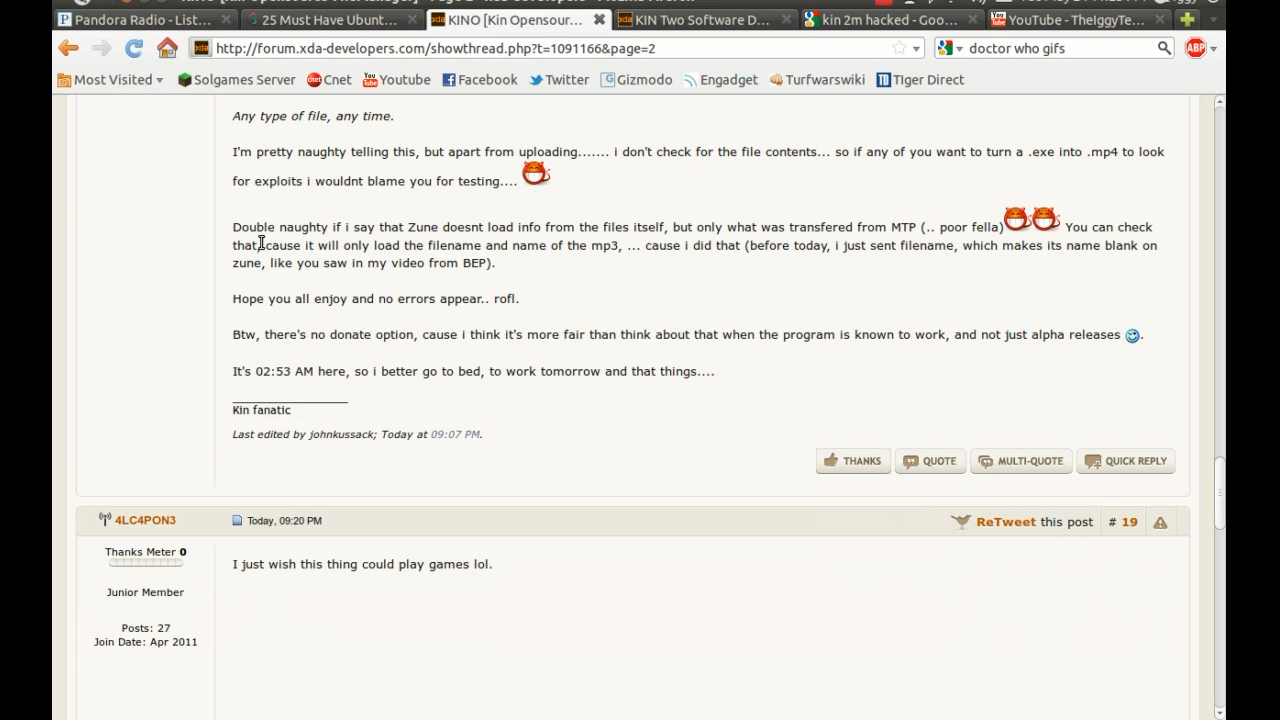 Pandora Radio - List...
25 Must Have Ubunt...
KINO [Kin Opensour...
KIN Two Software D...
kin 2m hacked - Goo...
YouTube - TheIggyTe...
http://forum.xda-developers.com/showthread.php?t=1091166&page=2
doctor who gifs
ABP
Most Visited
Solgames Server
Cnet
Youtube
Facebook
Twitter
Gizmodo
Engadget
Turfwarswiki
TIger Direct
Any type of file, any time.
I'm pretty naughty telling this, but apart from uploading....... i don't check for the file contents... so if any of you want to turn a .exe into .mp4 to look
for exploits i wouldnt blame you for testing....
Double naughty if i say that Zune doesnt load info from the files itself, but only what was transfered from MTP (.. poor fella) You can check
that cause it will only load the filename and name of the mp3, ... cause i did that (before today, i just sent filename, which makes its name blank on
zune, like you saw in my video from BEP).
Hope you all enjoy and no errors appear.. rofl.
Btw, there's no donate option, cause i think it's more fair than think about that when the program is known to work, and not just alpha releases .
It's 02:53 AM here, so i better go to bed, to work tomorrow and that things....
Kin fanatic
Last edited by johnkussack; Today at 09:07 PM.
THANKS
QUOTE
MULTI-QUOTE
QUICK REPLY
4LC4PON3
Today, 09:20 PM
ReTweet this post
# 19
Thanks Meter 0
Junior Member
Posts: 27
Join Date: Apr 2011
I just wish this thing could play games lol.